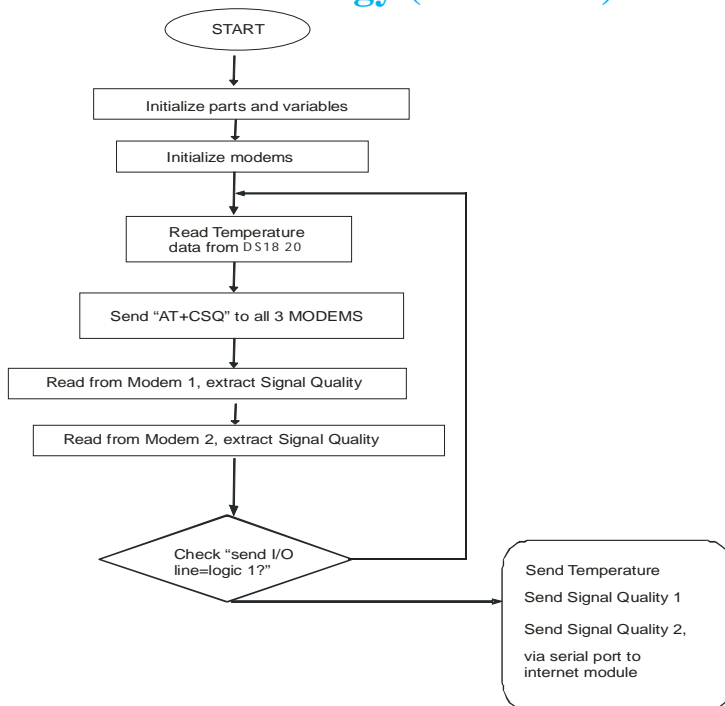 gy (
)
START
Initialize parts and variables
Initialize modems
Read Temperature
data from DS18 20
Send “AT+CSQ” to all 3 MODEMS
Read from Modem 1, extract Signal Quality
Read from Modem 2, extract Signal Quality
Check “send I/O
line=logic 1?”
Send Temperature
Send Signal Quality 1
Send Signal Quality 2,
via serial port to
internet module